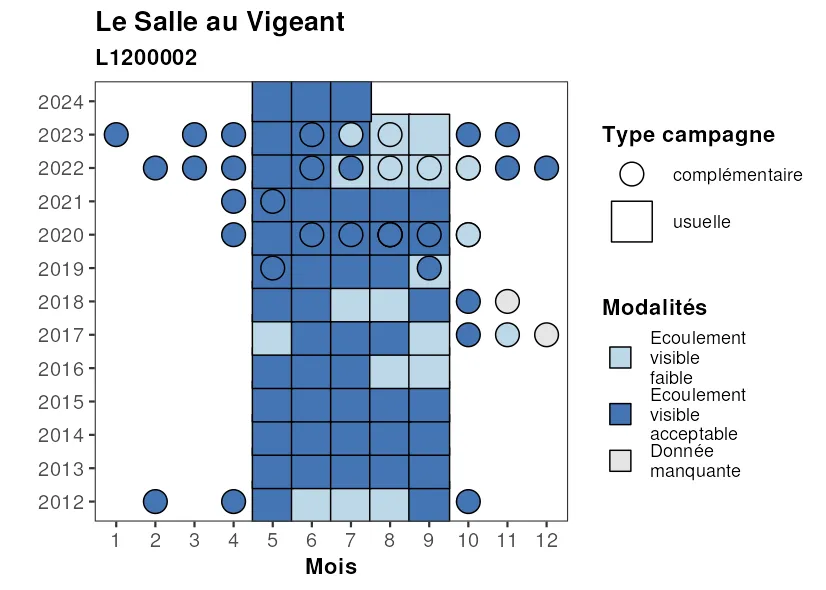 Le Salle au Vigeant
L1200002
2024
2023
2022
2021
2020
2019
2018
2017
2016
2015
2014
2013
2012
1 2 3 4 5 6 7 8 9 10 11 12
Mois
Type campagne
complémentaire
usuelle
Modalités
Ecoulement
visible
faible
Ecoulement
visible
acceptable
Donnée
manquante